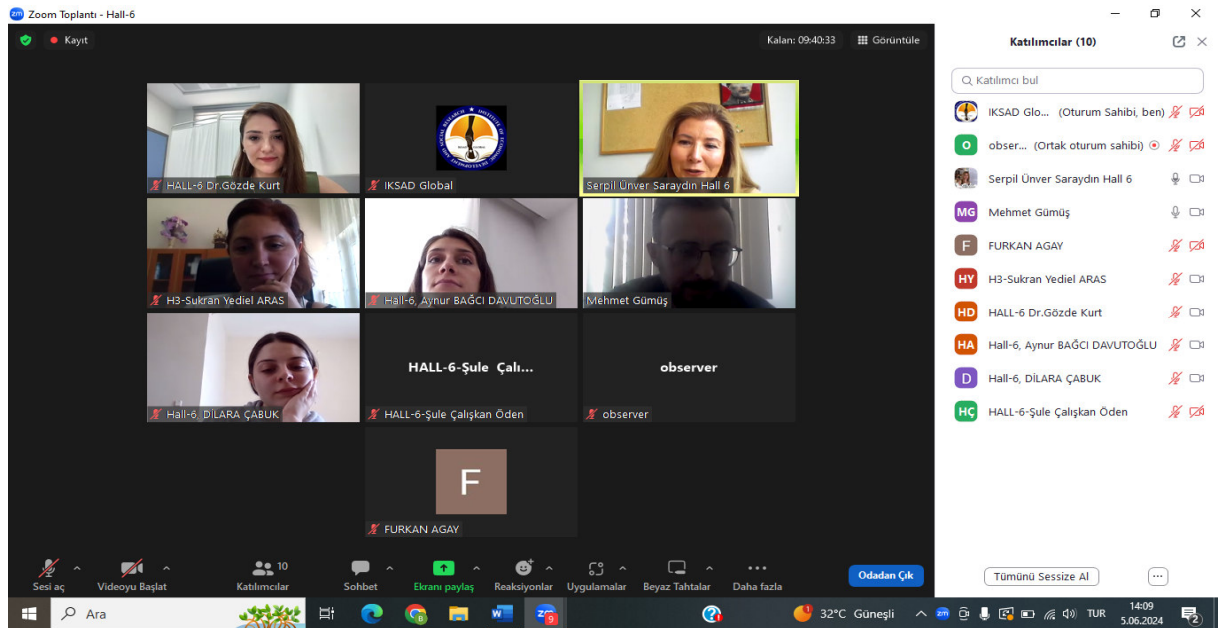 Zoom Toplantı - Hall-6
Kayıt
Kalan: 09:40:33
Görüntüle
HALL-6 Dr.Gözde Kurt
IKSAD Global
Serpil Ünver Saraydın Hall 6
H3-Sukran Yediel ARAS
Hall-6, Aynur BAĞCI DAVUTOĞLU
Mehmet Gümüş
Hall-6, DİLARA ÇABUK
HALL-6-Şule Çalı...
HALL-6-Şule Çalışkan Öden
observer
observer
F
FURKAN AGAY
Sesi aç
Videoyu Başlat
10
Katılımcılar
Sohbet
Ekranı paylaş
Reaksiyonlar
Uygulamalar
Beyaz Tahtalar
Daha fazla
Odadan Çık
Katılımcılar (10)
Katılımcı bul
IKSAD Glo... (Oturum Sahibi, ben)
O obser... (Ortak oturum sahibi)
Serpil Ünver Saraydın Hall 6
MG Mehmet Gümüş
F FURKAN AGAY
HY H3-Sukran Yediel ARAS
HD HALL-6 Dr.Gözde Kurt
HA Hall-6, Aynur BAĞCI DAVUTOĞLU
D Hall-6, DİLARA ÇABUK
HÇ HALL-6-Şule Çalışkan Öden
Tümünü Sessize Al
Ara
32°C Güneşli
TUR
14:09
5.06.2024